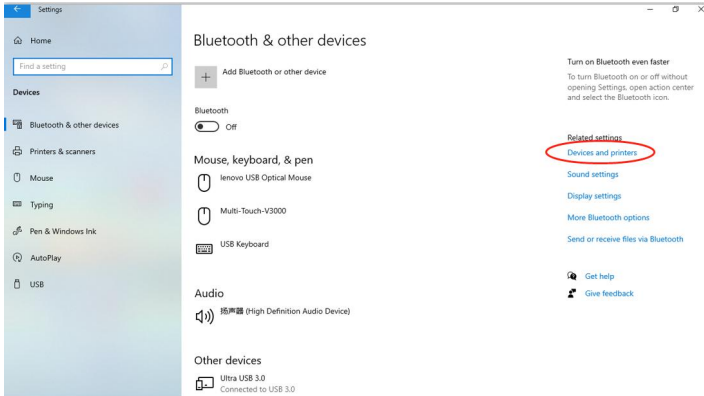 Settings
Home
Find a setting
Devices
Bluetooth & other devices
Printers & scanners
Mouse
Typing
Pen & Windows Ink
AutoPlay
USB
Bluetooth & other devices
Add Bluetooth or other device
Bluetooth
Off
Mouse, keyboard, & pen
lenovo USB Optical Mouse
Multi-Touch-V3000
USB Keyboard
Audio
扬声器 (High Definition Audio Device)
Other devices
Ultra USB 3.0
Connected to USB 3.0
Turn on Bluetooth even faster
To turn Bluetooth on or off without
opening Settings, open action center
and select the Bluetooth icon.
Related settings
Devices and printers
Sound settings
Display settings
More Bluetooth options
Send or receive files via Bluetooth
Get help
Give feedback